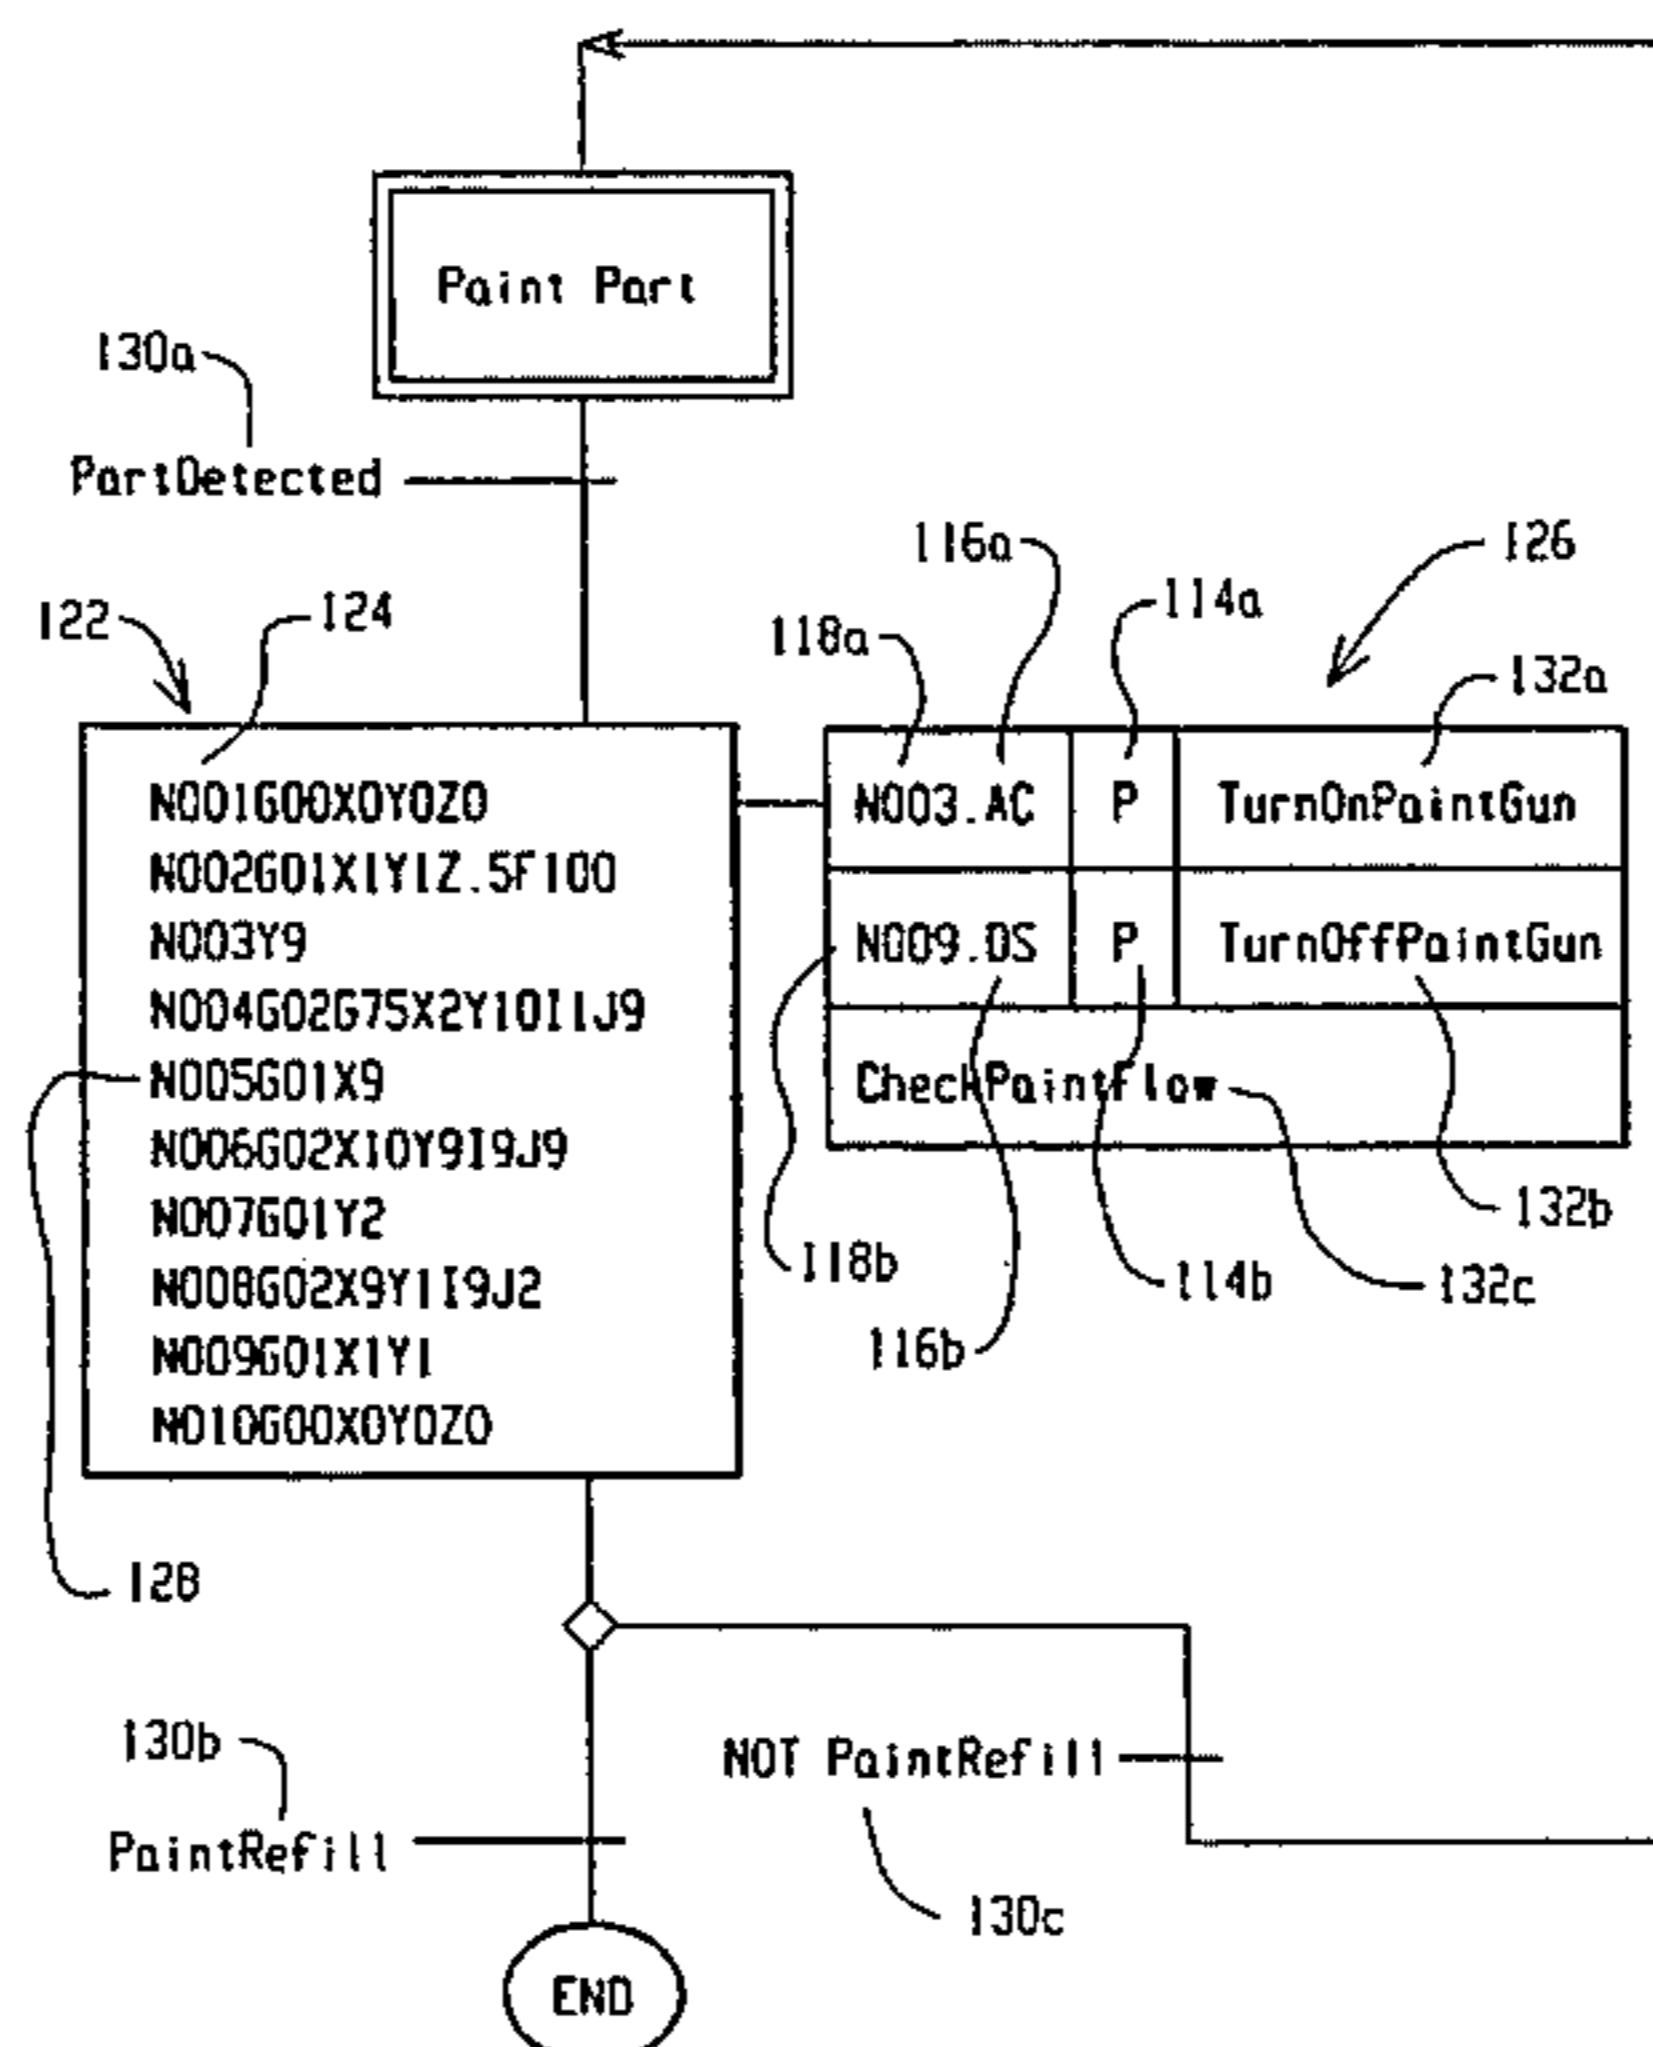 Paint Part
130a
PartDetected
116a
126
114a
122
124
118a
132a
N001G00X0Y0Z0
N002G01X1Y1Z.5F100
N003Y9
N004G02G75X2Y10I1J9
N005G01X9
N006G02X10Y9I9J9
N007G01Y2
N008G02X9Y1I9J2
N009G01X1Y1
N010G00X0Y0Z0
N003.AC P TurnOnPaintGun
N009.DS P TurnOffPaintGun
CheckPaintFlow
132b
118b
114b
132c
116b
128
130b
NOT PaintRefill
PaintRefill
130c
END